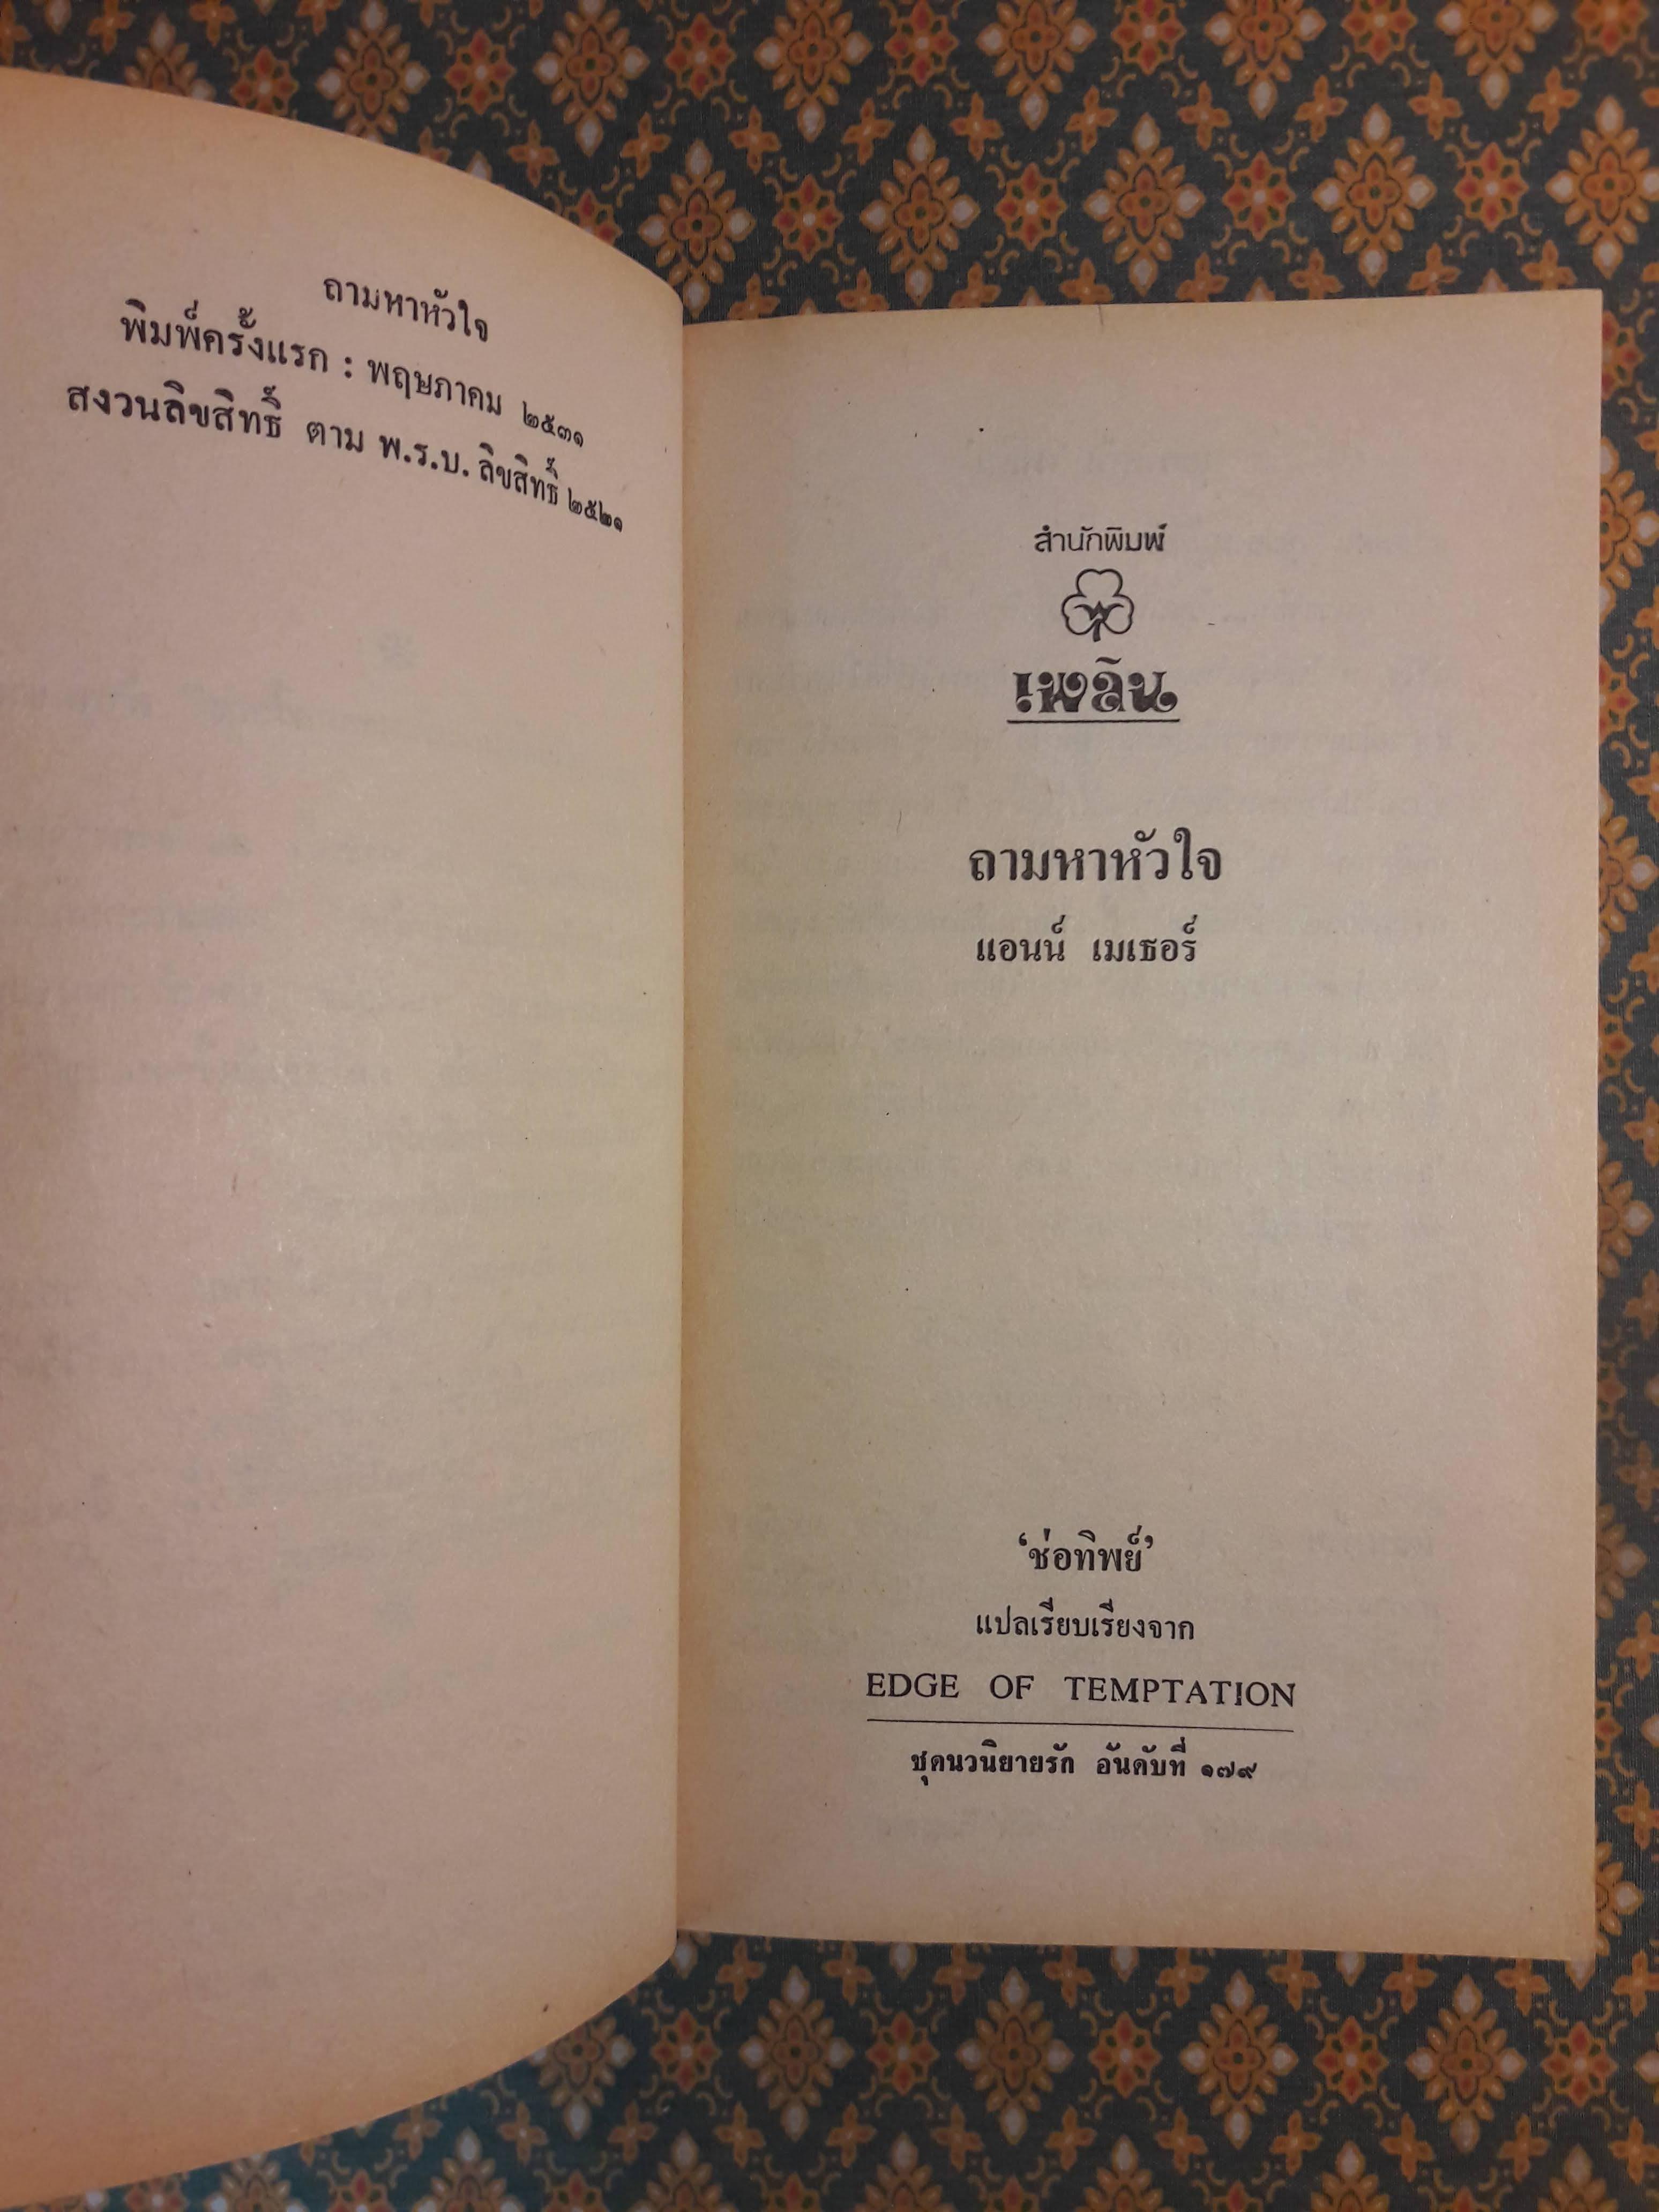 ถามหาหัวใจ
พิมพ์ครั้งแรก : พฤษภาคม ๒๕๓๑
สงวนลิขสิทธิ์ ตาม พ.ร.บ. ลิขสิทธิ์ ๒๕๒๑
สำนักพิมพ์
เพลิน
ถามหาหัวใจ
แอนน์ เมเธอร์
‘ช่อทิพย์’
แปลเรียบเรียงจาก
EDGE OF TEMPTATION
ชุดนวนิยายรัก อันดับที่ ๑๗๙